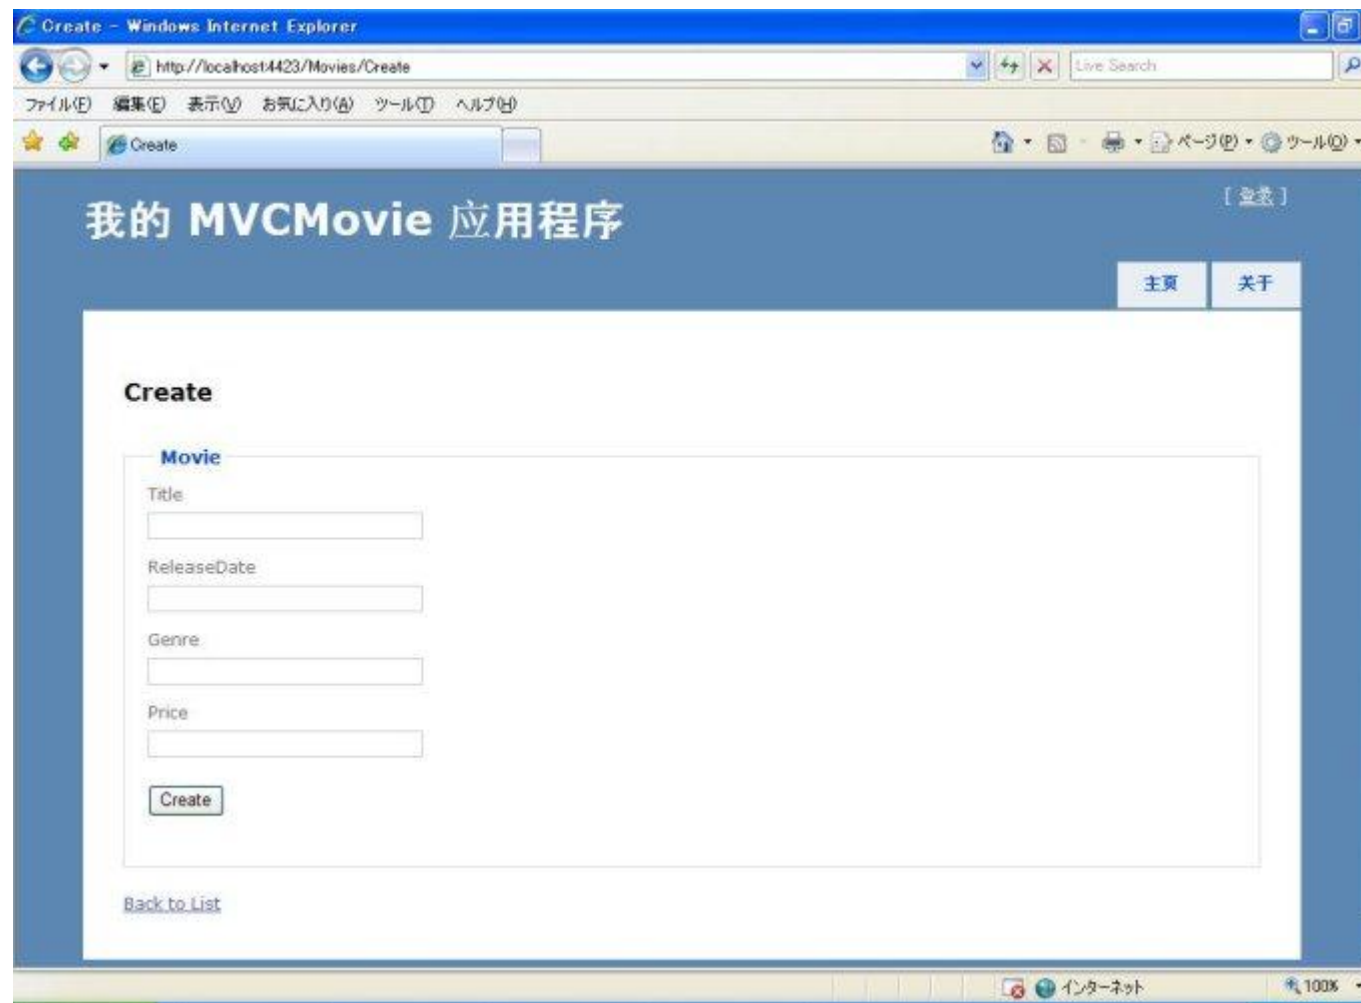 Create - Windows Internet Explorer
http://localhost:4423/Movies/Create
Live Search
ファイル(F) 編集(E) 表示(V) お気に入り(A) ツール(T) ヘルプ(H)
Create
ページ(P) ツール(O)
[ 登录 ]
我的 MVCMovie 应用程序
主页 关于
Create
Movie
Title
ReleaseDate
Genre
Price
Create
Back to List
インターネット 100%